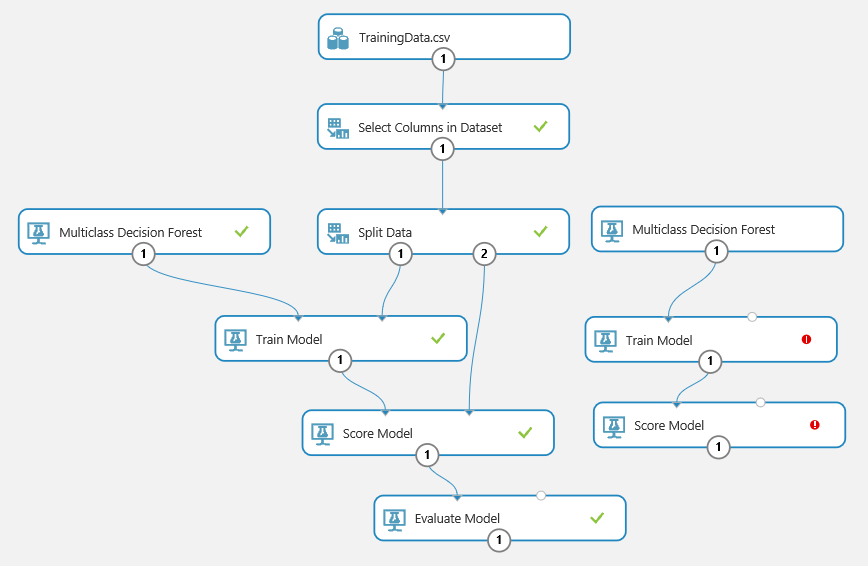 TrainingData.csv
1
Select Columns in Dataset
1
Multiclass Decision Forest
1
Split Data
1
2
Multiclass Decision Forest
1
Train Model
1
Train Model
1
Score Model
1
Score Model
1
Evaluate Model
1